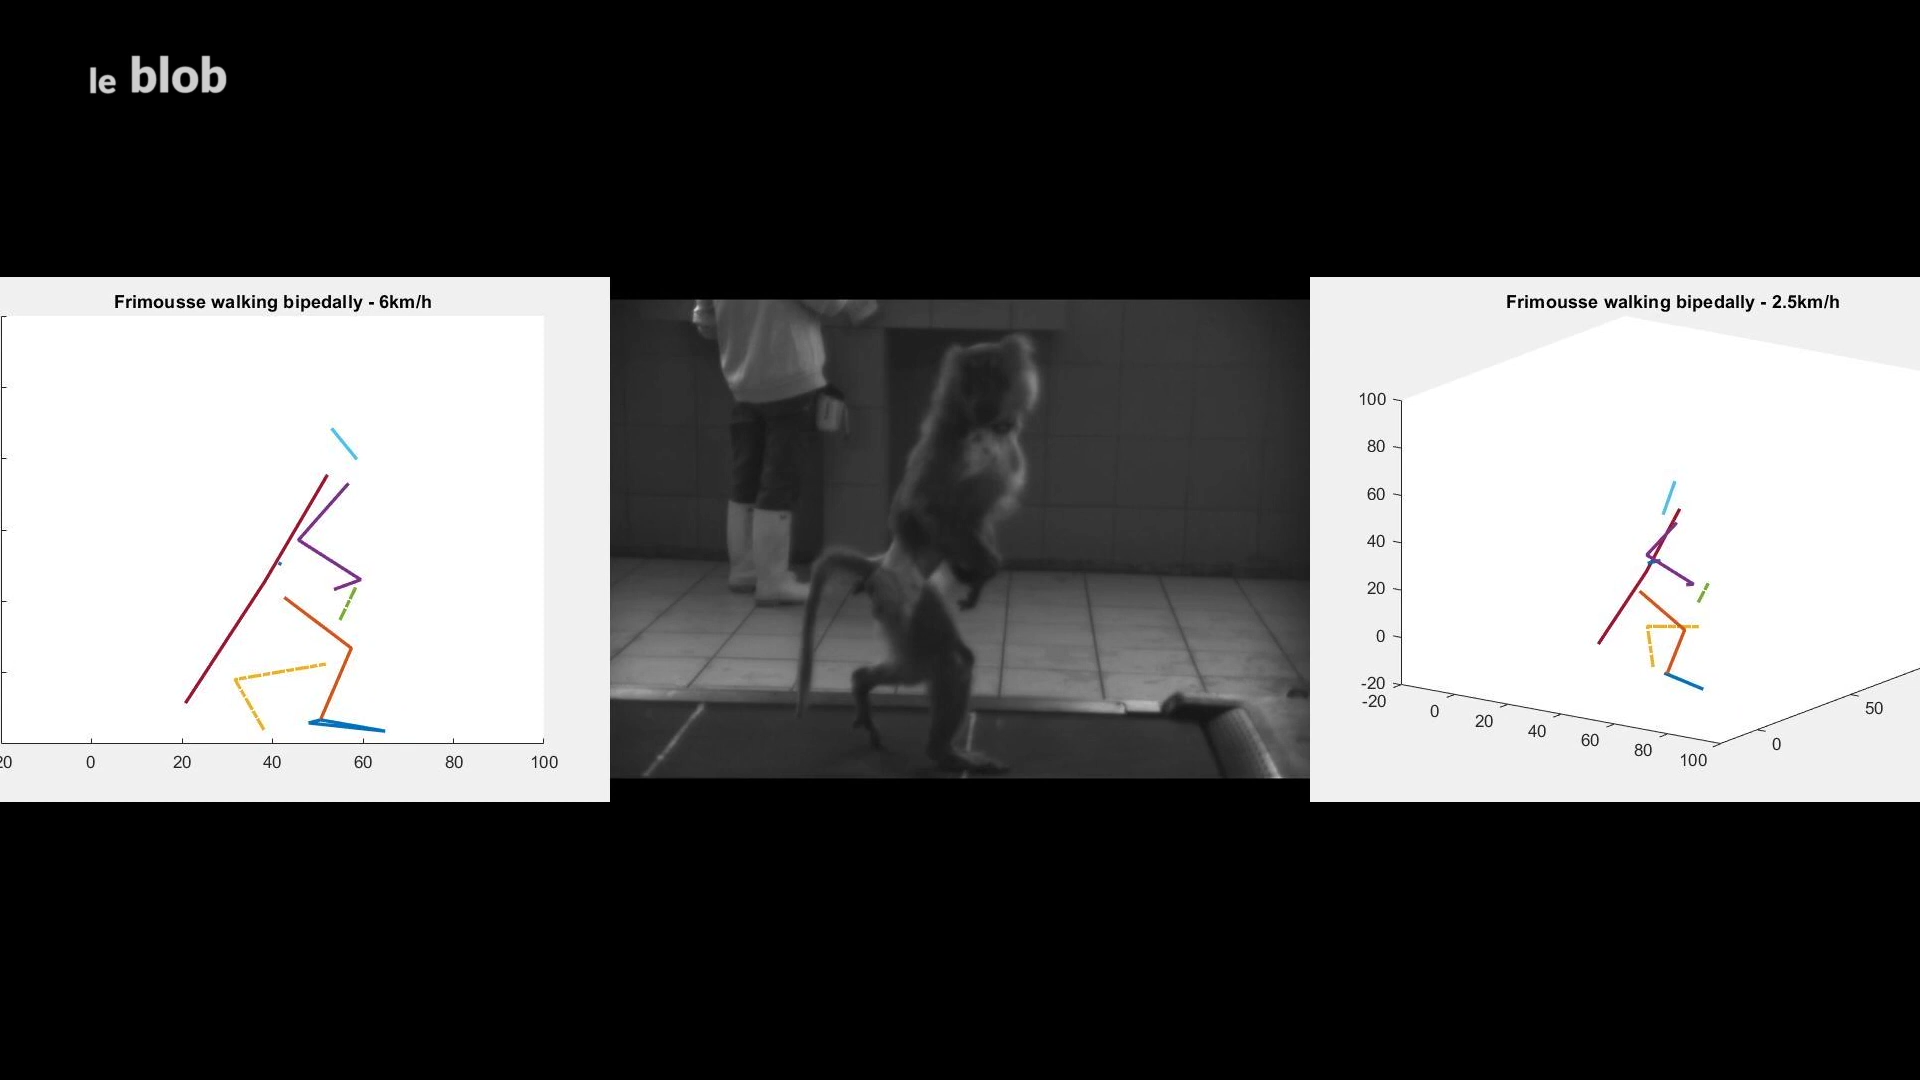 le blob
Frimousse walking bipedally - 6km/h
20 0 20 40 60 80 100
Frimousse walking bipedally - 2.5km/h
100
80
60
40
20
0
-20
-20 0 20 40 60 80 100
0 50